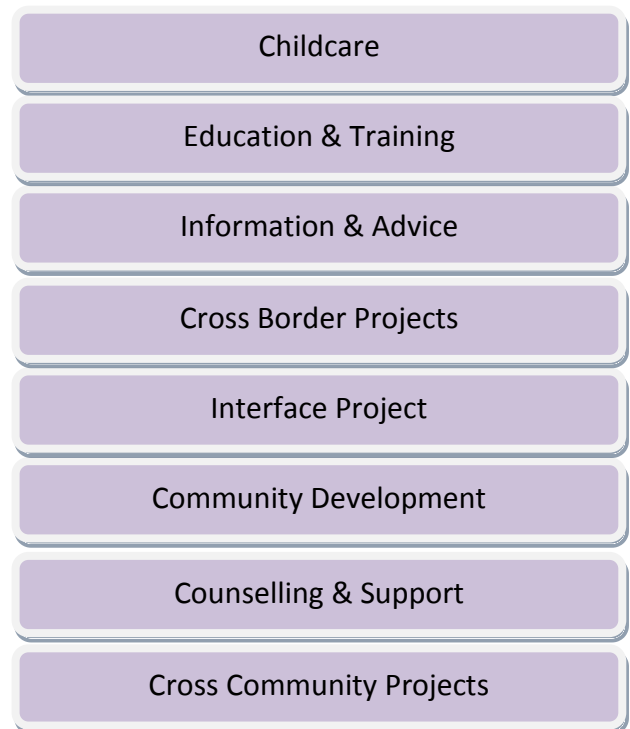 Childcare
Education & Training
Information & Advice
Cross Border Projects
Interface Project
Community Development
Counselling & Support
Cross Community Projects